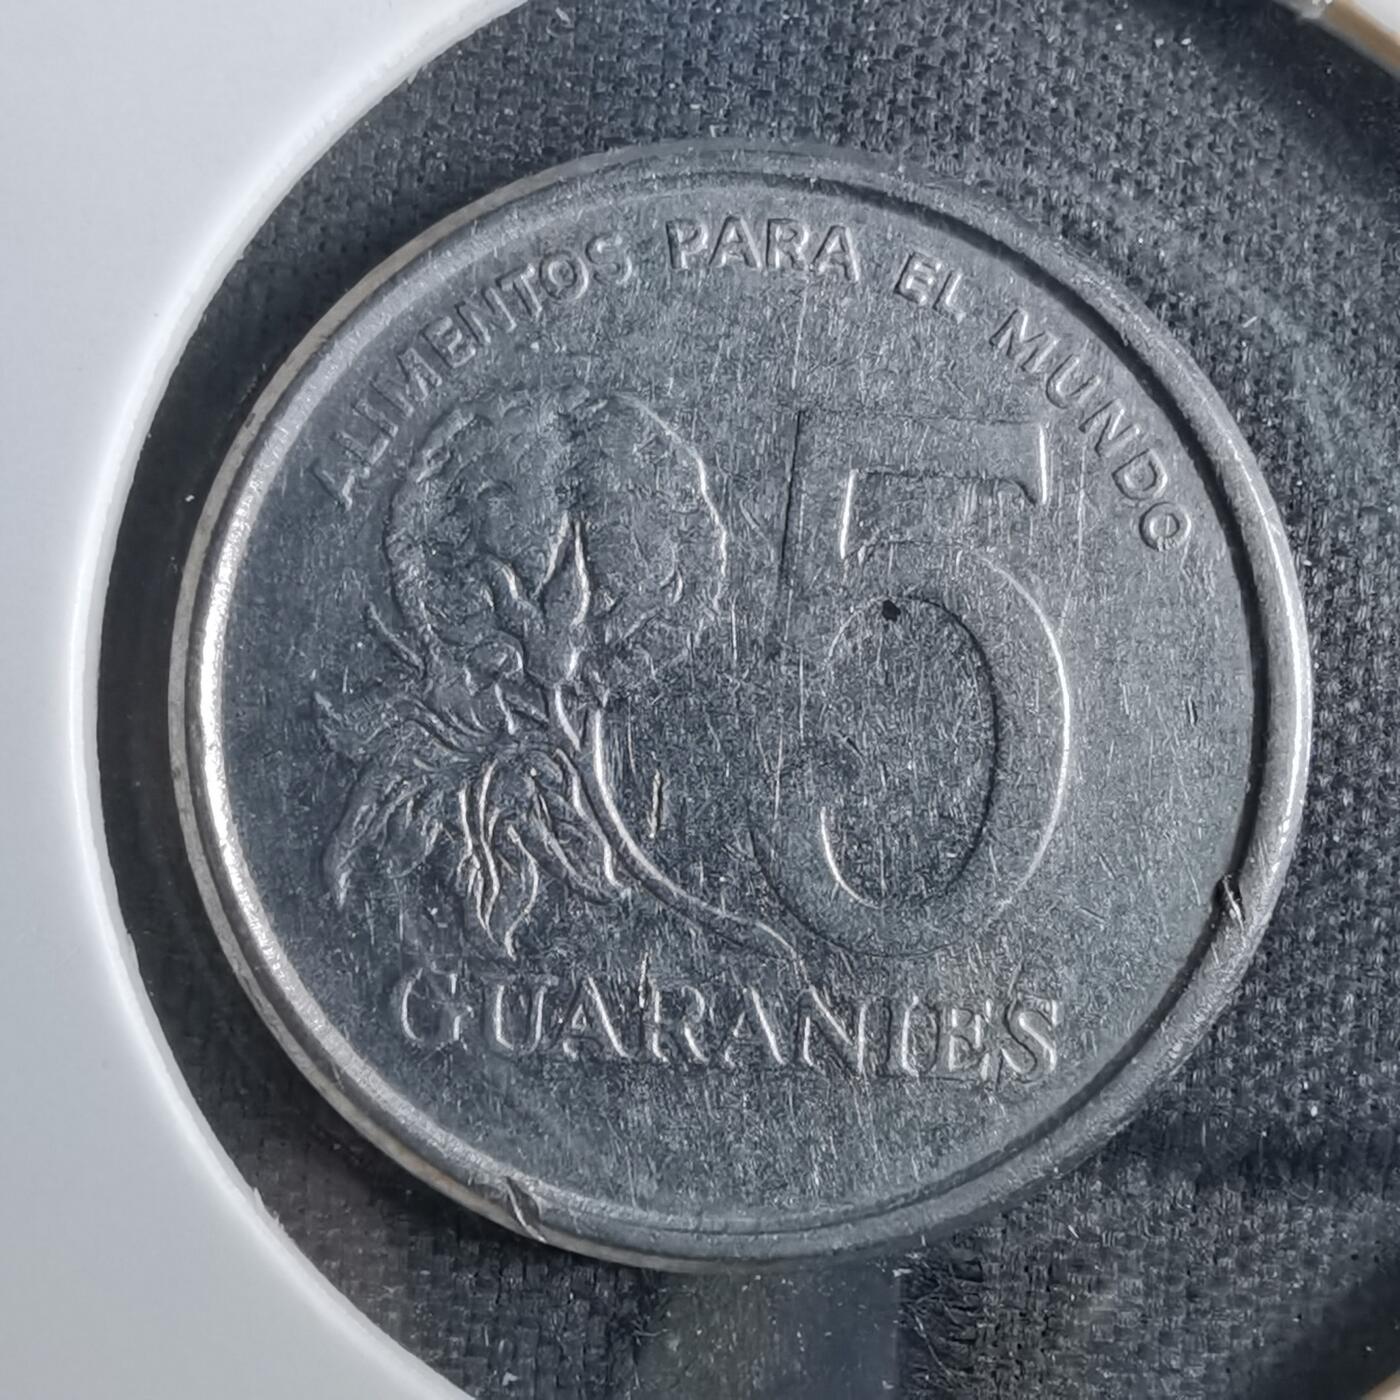 ALIMENTOS PARA EL MUNDO
5
GUARANIES